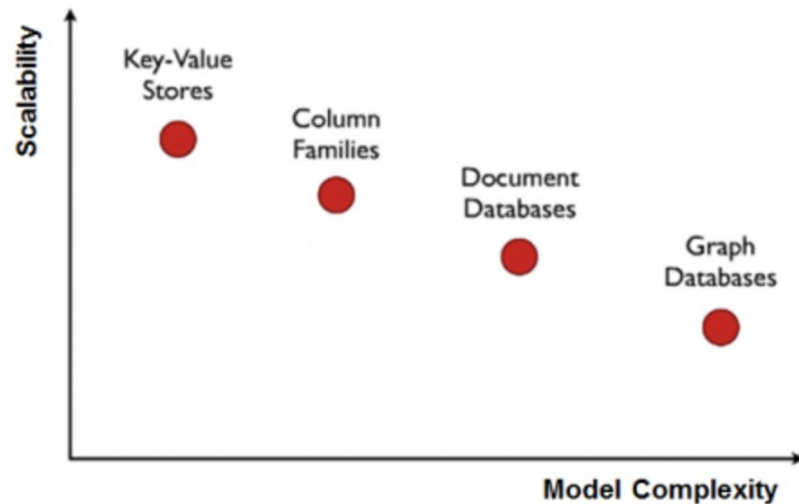 Scalability
Key-Value
Stores
Column
Families
Document
Databases
Graph
Databases
Model Complexity